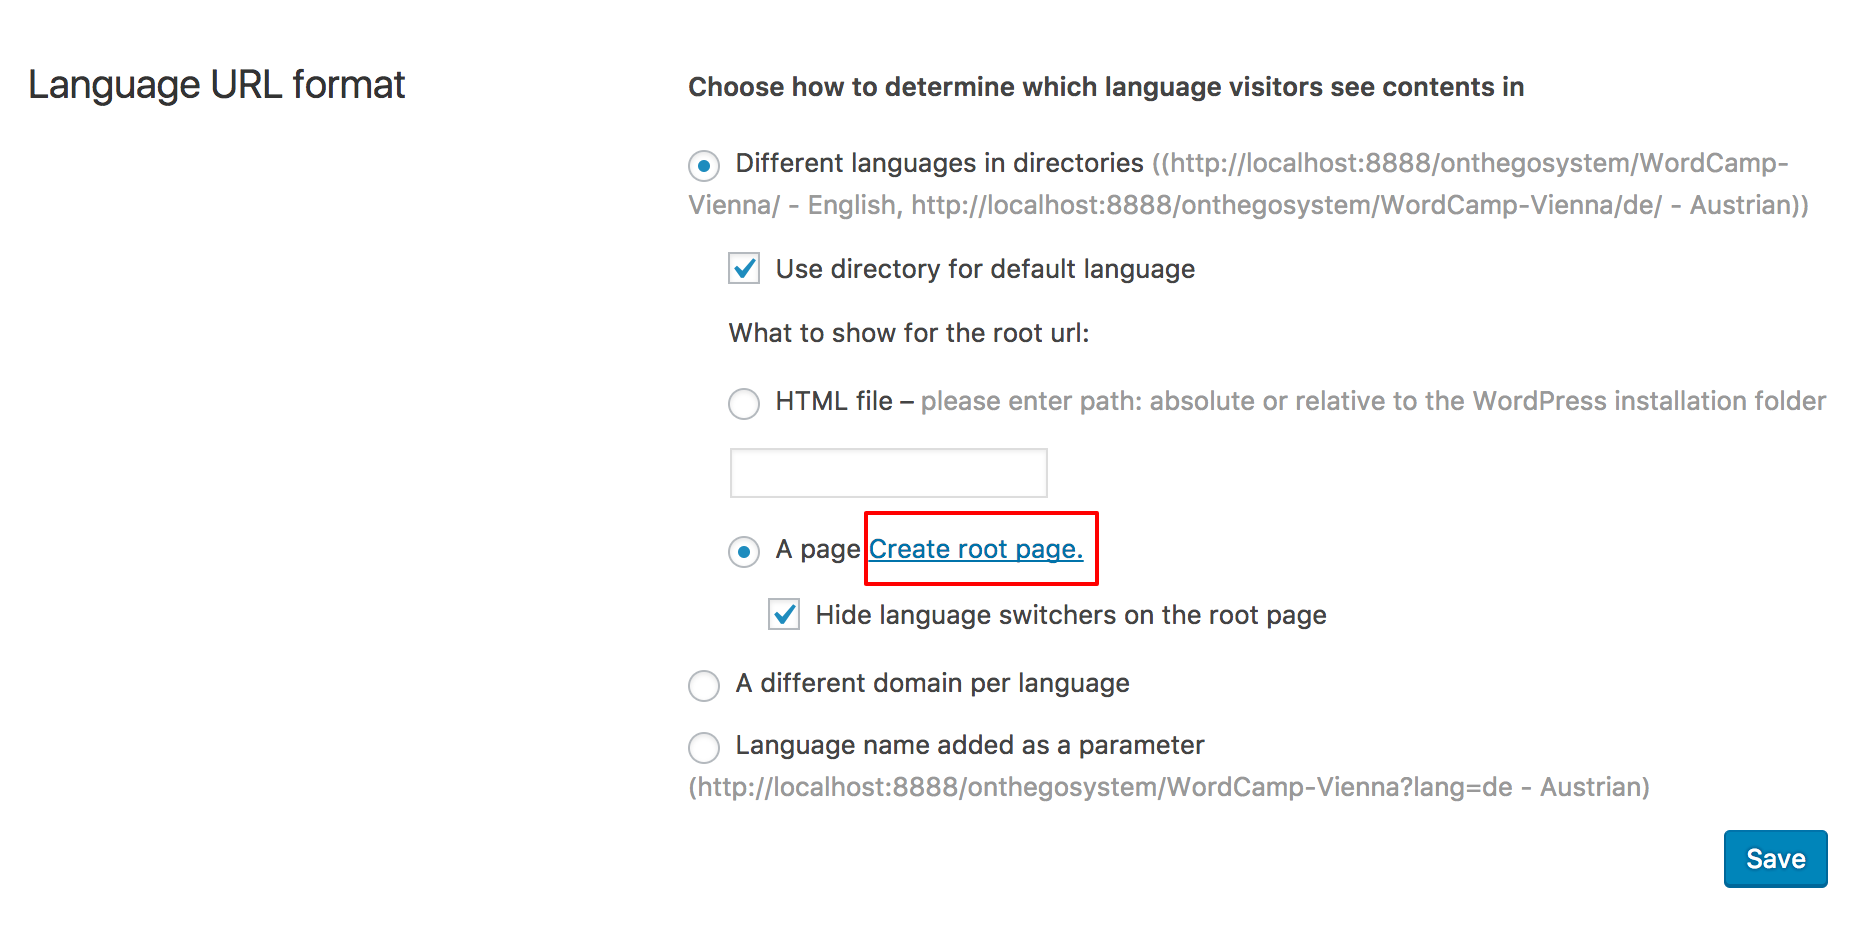 Language URL format
Choose how to determine which language visitors see contents in
Different languages in directories ((http://localhost:8888/onthegosystem/WordCamp-
Vienna/ - English, http://localhost:8888/onthegosystem/WordCamp-Vienna/de/ - Austrian))
Use directory for default language
What to show for the root url:
HTML file – please enter path: absolute or relative to the WordPress installation folder
A page Create root page.
Hide language switchers on the root page
A different domain per language
Language name added as a parameter
(http://localhost:8888/onthegosystem/WordCamp-Vienna?lang=de - Austrian)
Save